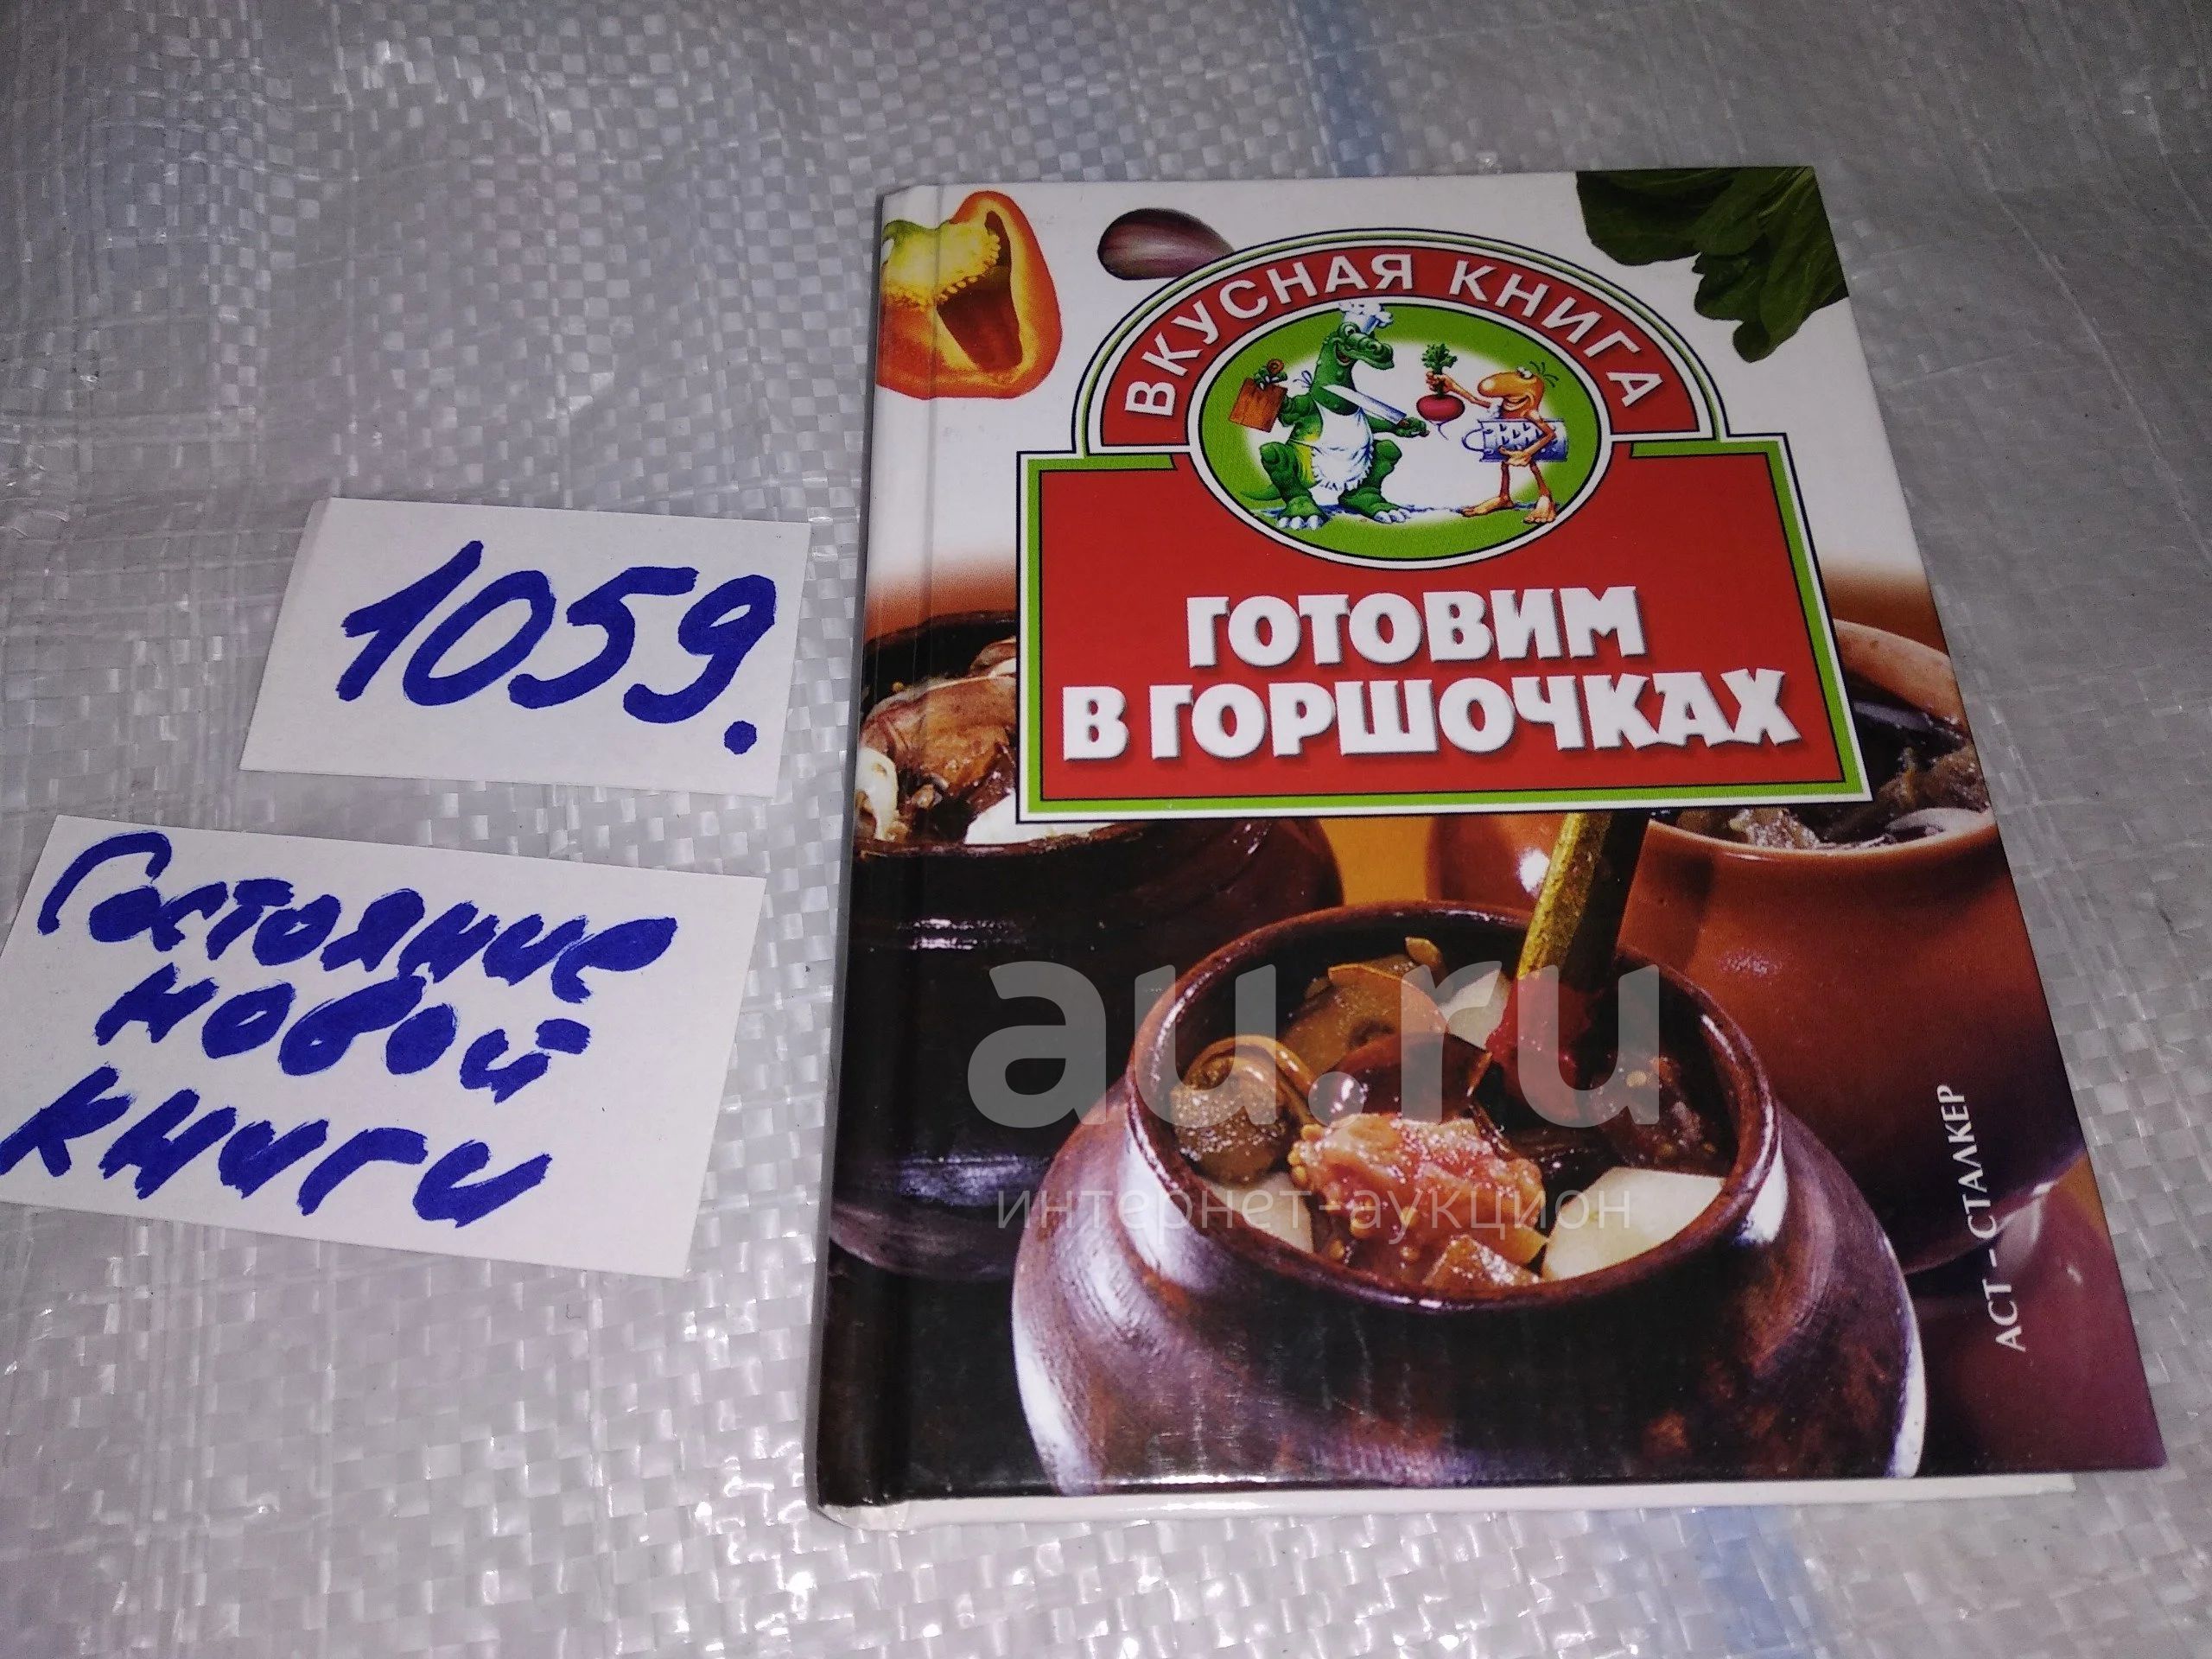 1059.
Состояние
новой
книги
ВКУСНАЯ КНИГА
ГОТОВИМ
В ГОРШОЧКАХ
АСТ - СТАЛКЕР
au.ru
интернет-аукцион